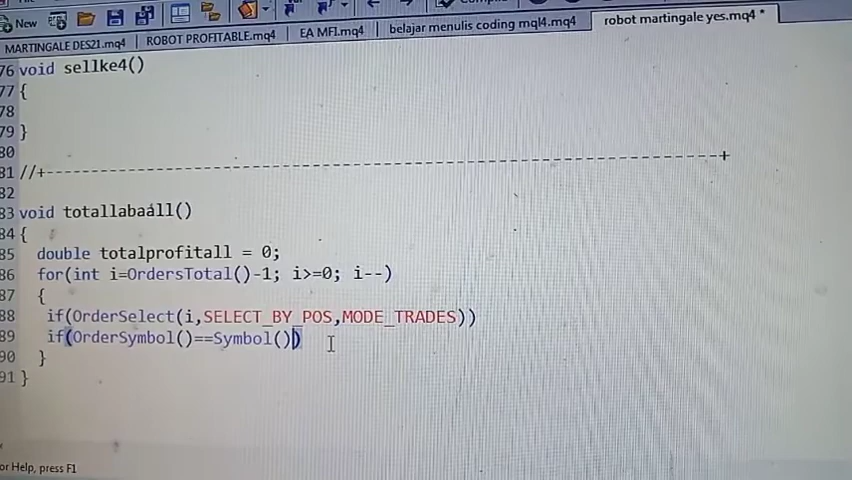 New
MARTINGALE DES21.mq4
ROBOT PROFITABLE.mq4
EA MFI.mq4
belajar menulis coding mql4.mq4
robot martingale yes.mq4 *
76 void sellke4()
77 {
78
79 }
80
81 //+----------------------------------------------------------------------+
82
83 void totallabaall()
84 {
85 double totalprofitall = 0;
86 for(int i=OrdersTotal()-1; i>=0; i--)
87 {
88 if(OrderSelect(i,SELECT_BY_POS,MODE_TRADES))
89 if(OrderSymbol()==Symbol())
90 }
91 }
or Help, press F1